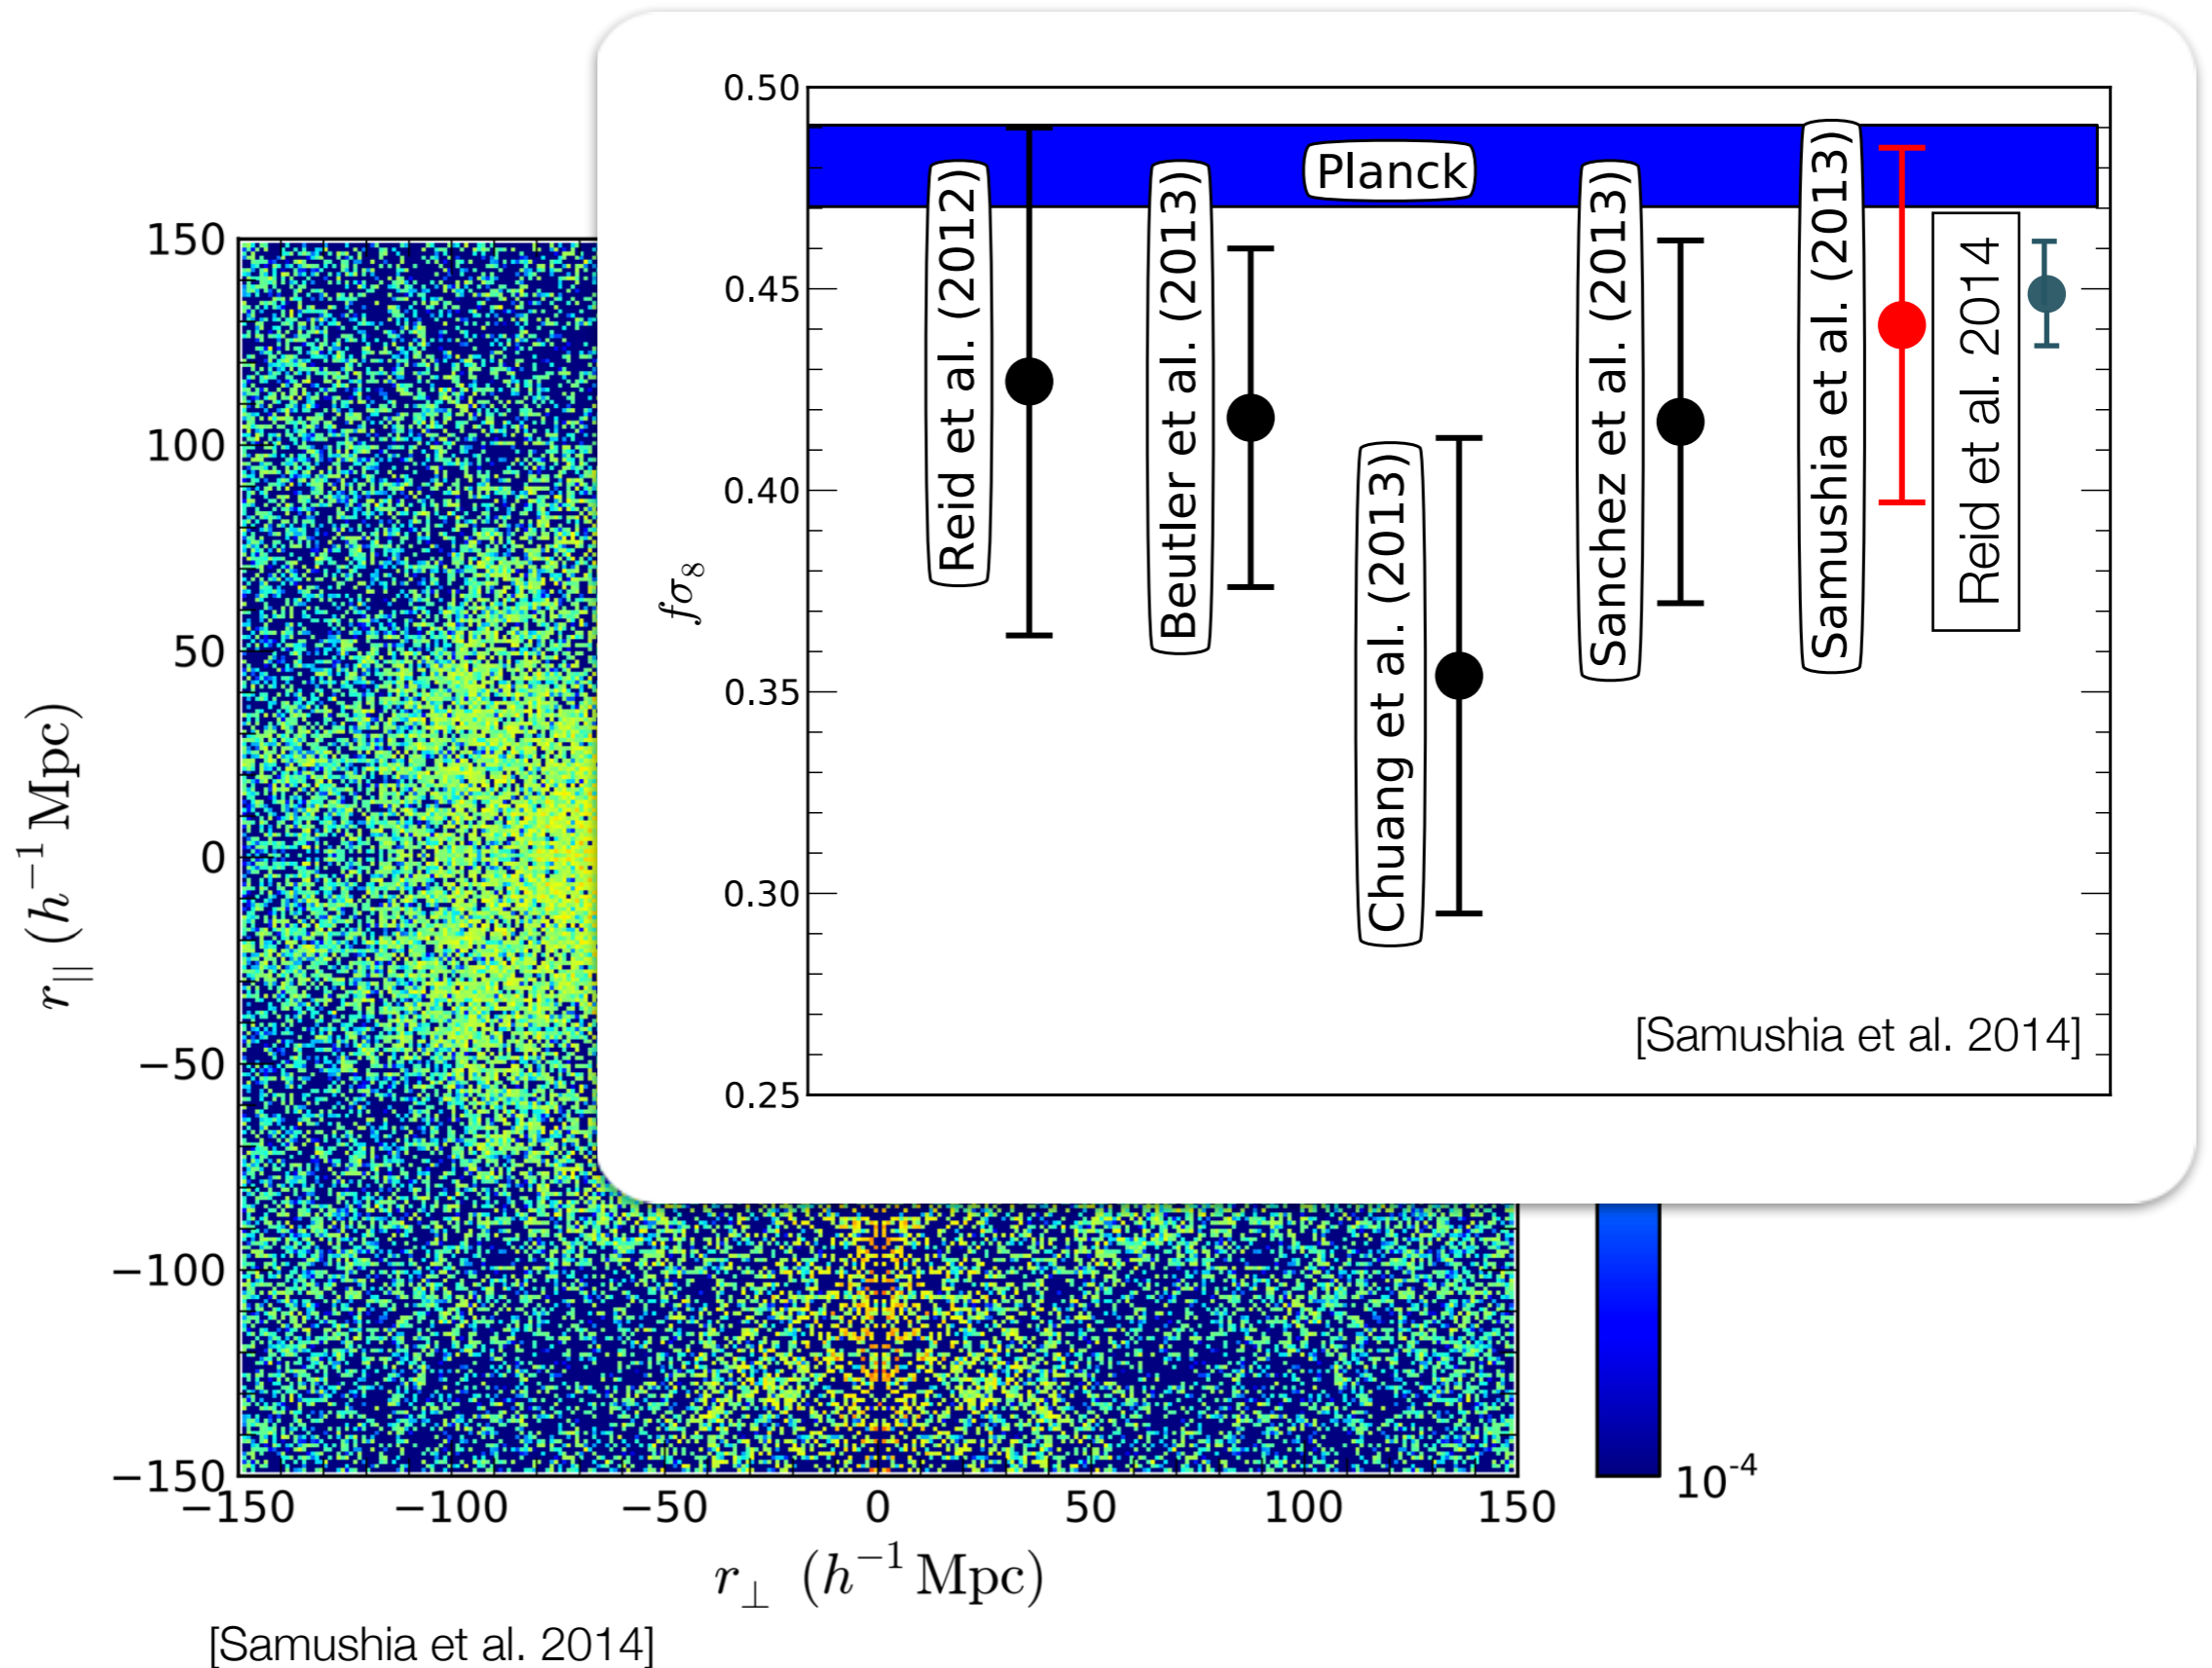 0.50
0.45
0.40
0.35
0.30
0.25
fσ₈
Planck
Reid et al. (2012)
Beutler et al. (2013)
Chuang et al. (2013)
Sanchez et al. (2013)
Samushia et al. (2013)
Reid et al. 2014
[Samushia et al. 2014]
150
100
50
0
−50
−100
−150
r|| (h⁻¹ Mpc)
−150
−100
−50
0
50
100
150
r⊥ (h⁻¹ Mpc)
10⁻⁴
[Samushia et al. 2014]